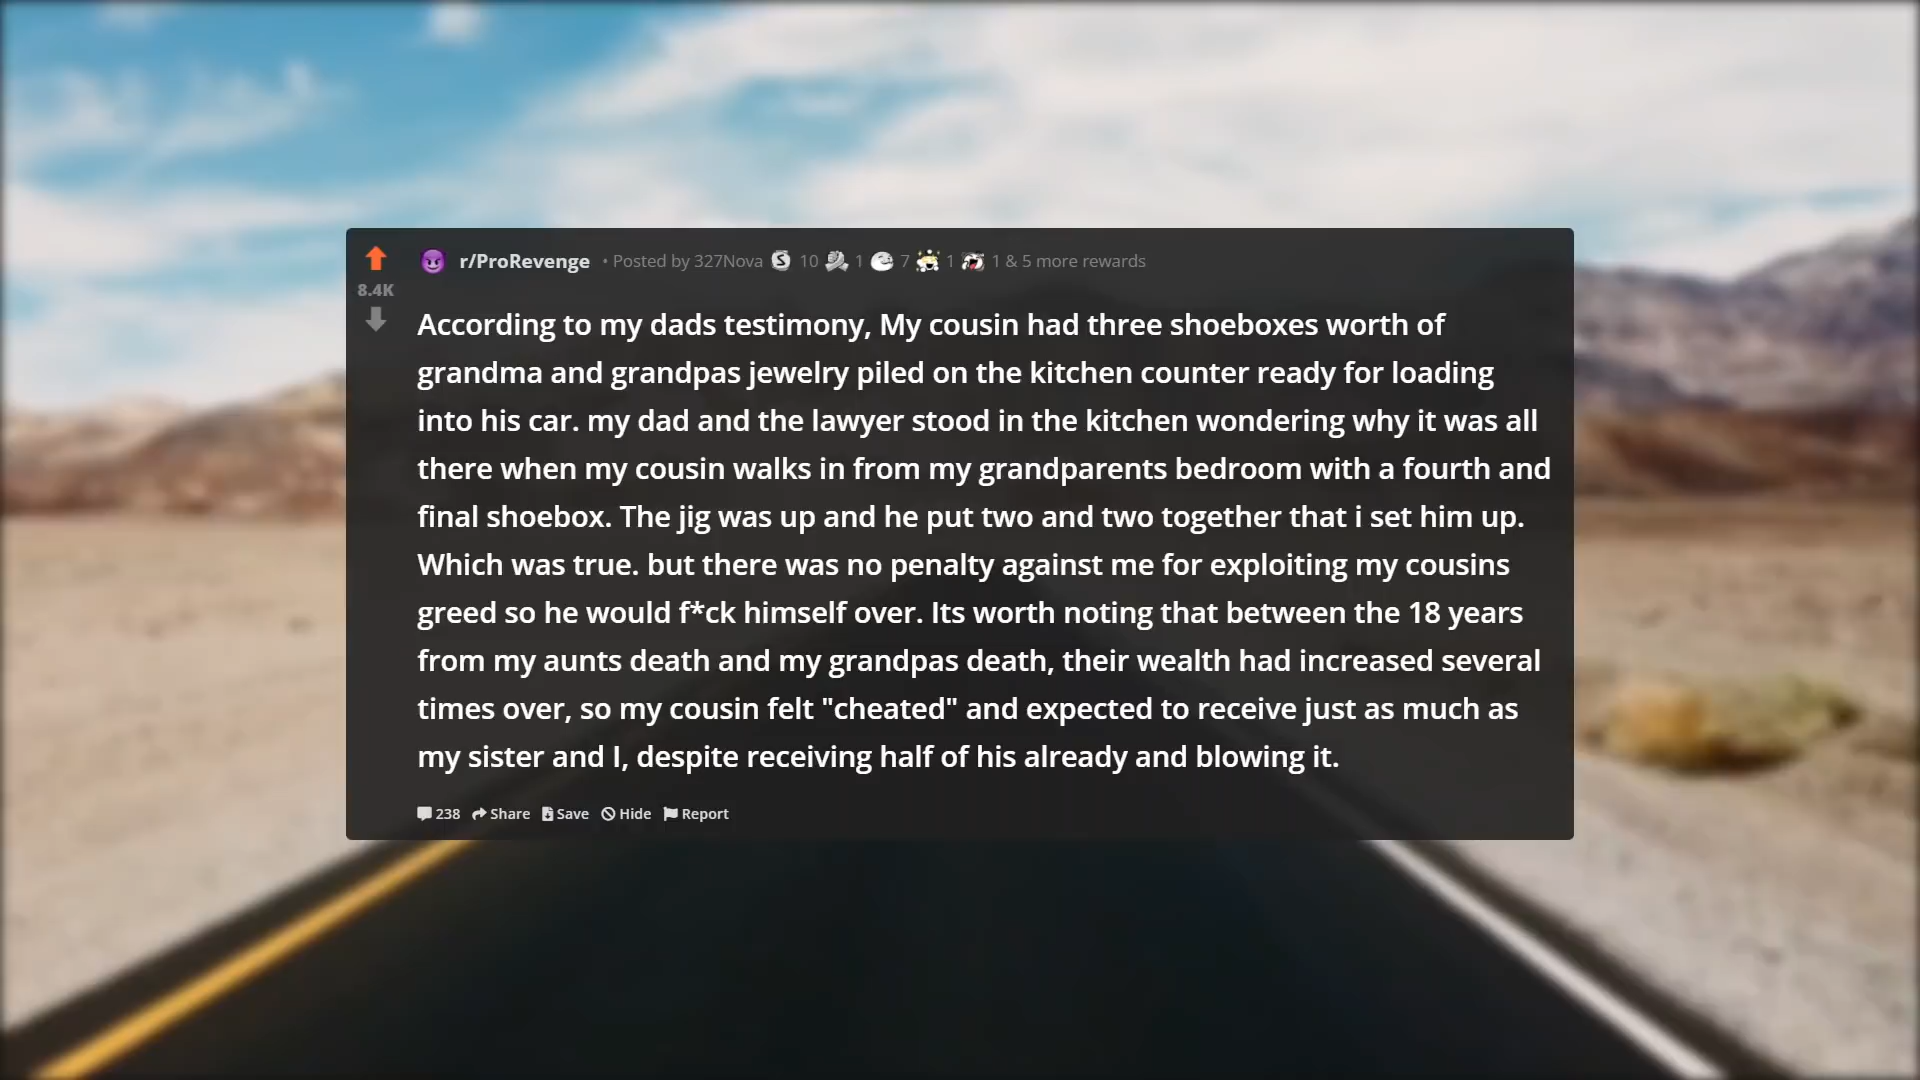 r/ProRevenge • Posted by 327Nova 10 1 7 1 1 & 5 more rewards
8.4K
According to my dads testimony, My cousin had three shoeboxes worth of
grandma and grandpas jewelry piled on the kitchen counter ready for loading
into his car. my dad and the lawyer stood in the kitchen wondering why it was all
there when my cousin walks in from my grandparents bedroom with a fourth and
final shoebox. The jig was up and he put two and two together that i set him up.
Which was true. but there was no penalty against me for exploiting my cousins
greed so he would f*ck himself over. Its worth noting that between the 18 years
from my aunts death and my grandpas death, their wealth had increased several
times over, so my cousin felt "cheated" and expected to receive just as much as
my sister and I, despite receiving half of his already and blowing it.
238 Share Save Hide Report